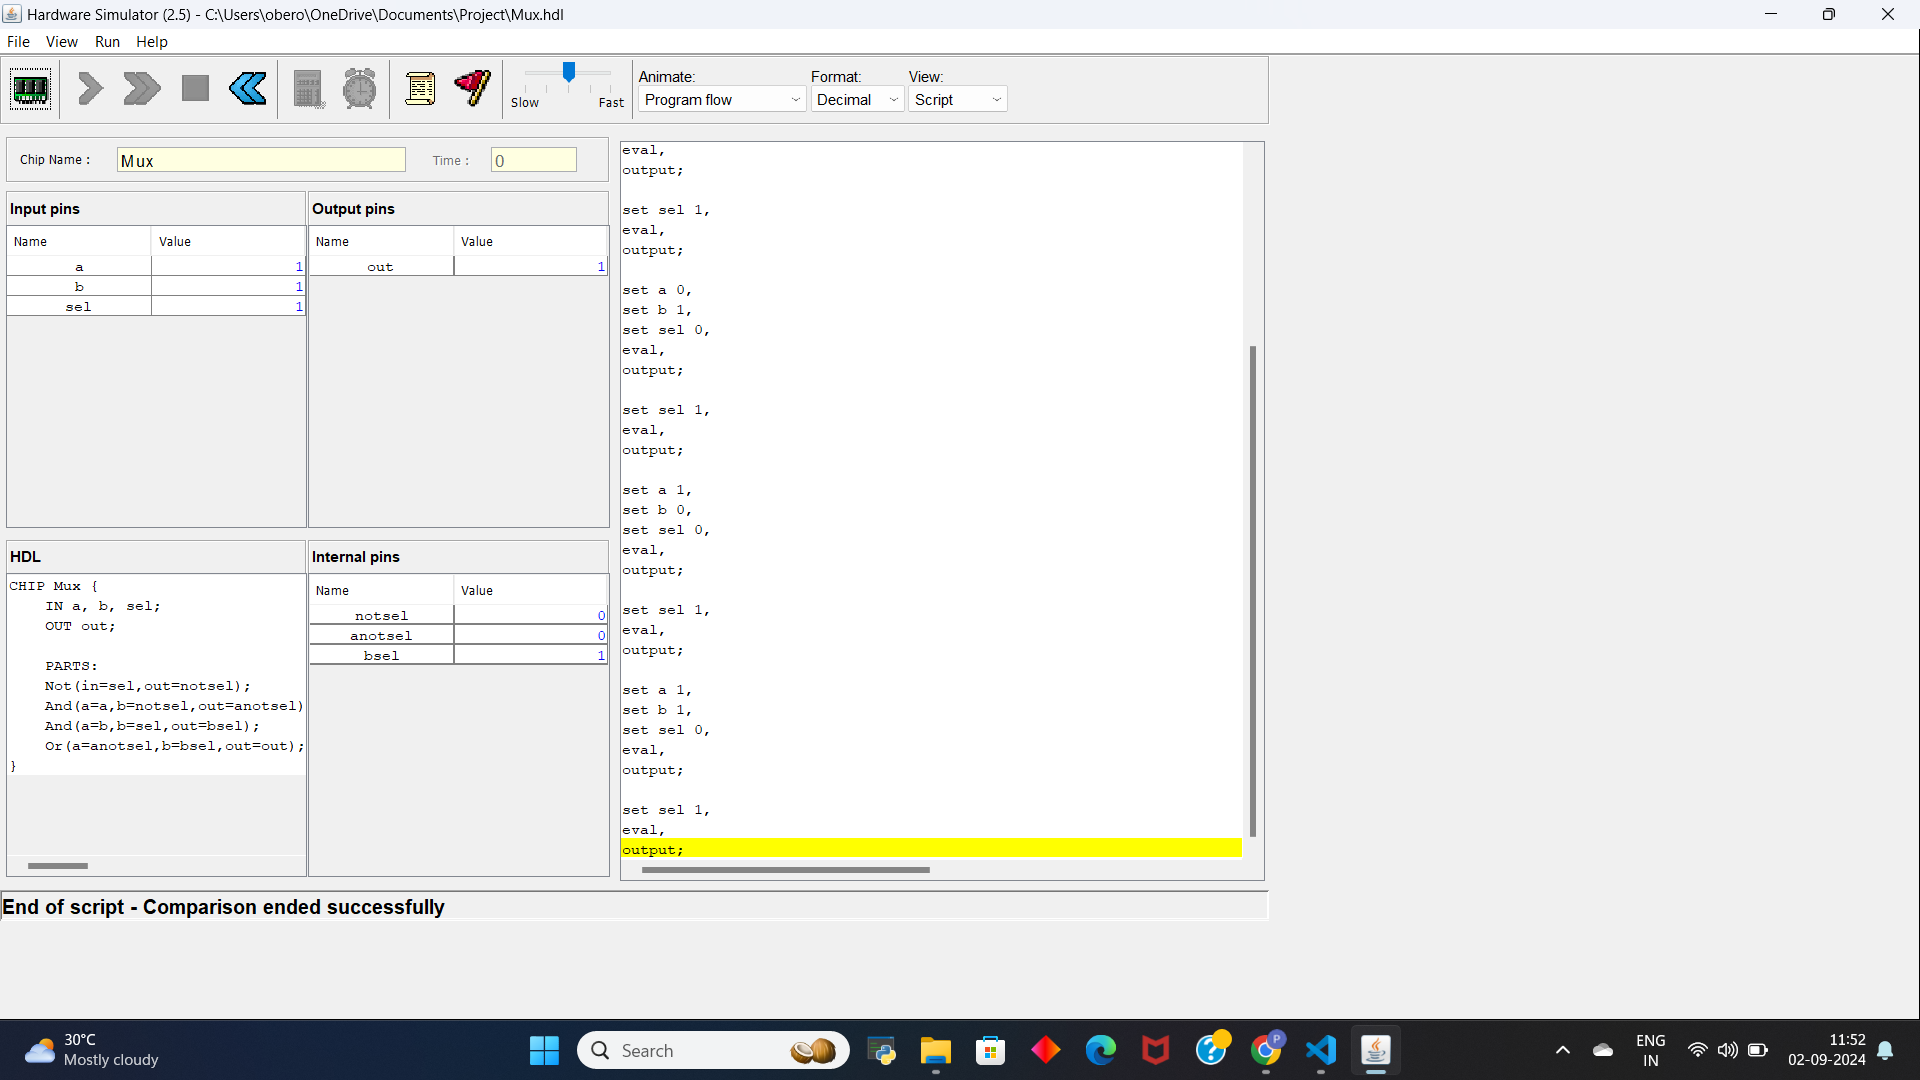 Hardware Simulator (2.5) - C:\Users\obero\OneDrive\Documents\Project\Mux.hdl
File View Run Help
Slow Fast
Animate: Format: View:
Program flow Decimal Script
Chip Name : Mux Time : 0
Input pins
Name Value
a 1
b 1
sel 1
Output pins
Name Value
out 1
HDL
CHIP Mux {
    IN a, b, sel;
    OUT out;
    PARTS:
    Not(in=sel,out=notsel);
    And(a=a,b=notsel,out=anotsel)
    And(a=b,b=sel,out=bsel);
    Or(a=anotsel,b=bsel,out=out);
}
Internal pins
Name Value
notsel 0
anotsel 0
bsel 1
eval,
output;
set sel 1,
eval,
output;
set a 0,
set b 1,
set sel 0,
eval,
output;
set sel 1,
eval,
output;
set a 1,
set b 0,
set sel 0,
eval,
output;
set sel 1,
eval,
output;
set a 1,
set b 1,
set sel 0,
eval,
output;
set sel 1,
eval,
output;
End of script - Comparison ended successfully
30°C
Mostly cloudy
Search
P
ENG
IN
11:52
02-09-2024